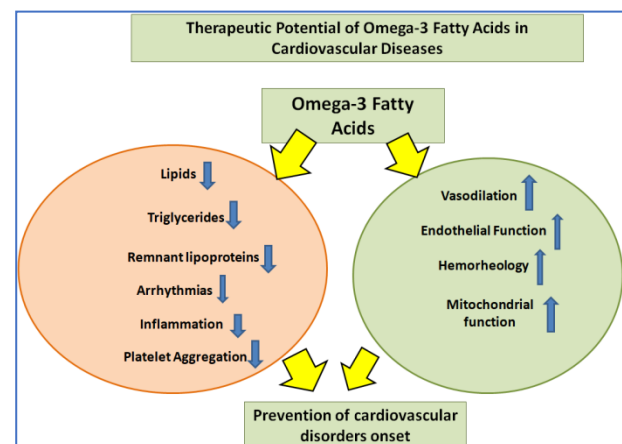 Therapeutic Potential of Omega-3 Fatty Acids in
Cardiovascular Diseases
Omega-3 Fatty
Acids
Lipids
Triglycerides
Remnant lipoproteins
Arrhythmias
Inflammation
Platelet Aggregation
Vasodilation
Endothelial Function
Hemorheology
Mitochondrial
function
Prevention of cardiovascular
disorders onset